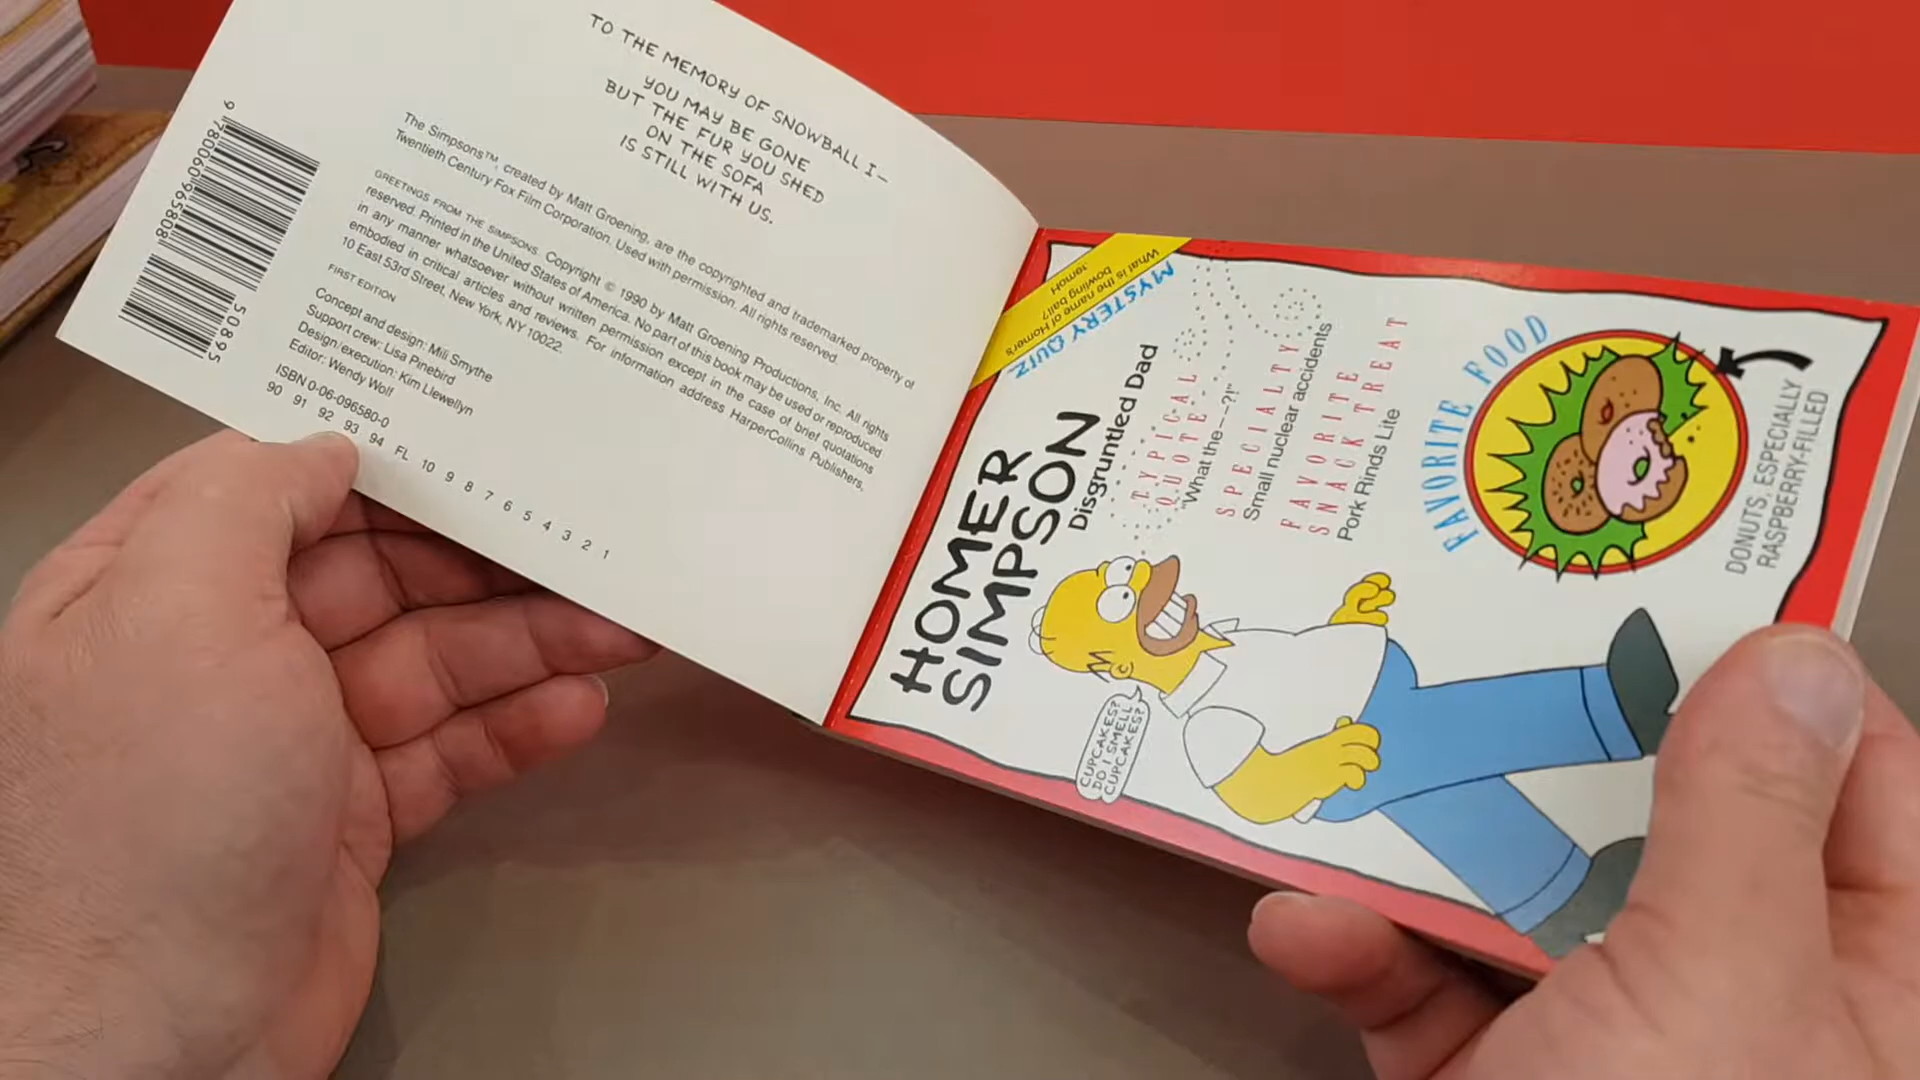 TO THE MEMORY OF SNOWBALL I–
YOU MAY BE GONE
BUT THE FUR YOU SHED
ON THE SOFA
IS STILL WITH US.
The Simpsons™, created by Matt Groening, are the copyrighted and trademarked property of
Twentieth Century Fox Film Corporation. Used with permission. All rights reserved.
GREETINGS FROM THE SIMPSONS. Copyright © 1990 by Matt Groening Productions, Inc. All rights
reserved. Printed in the United States of America. No part of this book may be used or reproduced
in any manner whatsoever without written permission except in the case of brief quotations
embodied in critical articles and reviews. For information address HarperCollins Publishers,
10 East 53rd Street, New York, NY 10022.
FIRST EDITION
Concept and design: Mili Smythe
Support crew: Lisa Pinebird
Design/execution: Kim Llewellyn
Editor: Wendy Wolf
ISBN 0-06-096580-0
90 91 92 93 94 FL 10 9 8 7 6 5 4 3 2 1
9 780060 965808
50895
HOMER
SIMPSON
Disgruntled Dad
TYPICAL
QUOTE
"What the---?!"
SPECIALTY
Small nuclear accidents
FAVORITE
SNACK TREAT
Pork Rinds Lite
FAVORITE FOOD
DONUTS, ESPECIALLY
RASPBERRY-FILLED
CUPCAKES?
DO I SMELL
CUPCAKES?
MYSTERY QUIZ
What is the name of Homer's
bowling ball?
Homer